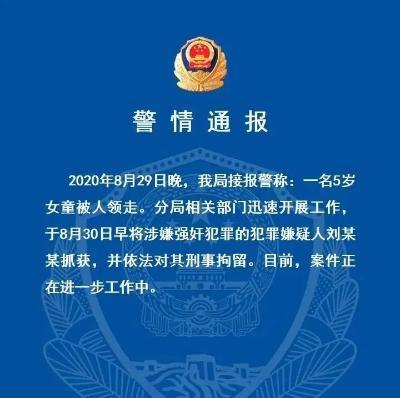 警情通报
2020年8月29日晚，我局接报警称：一名5岁
女童被人领走。分局相关部门迅速开展工作，
于8月30日早将涉嫌强奸犯罪的犯罪嫌疑人刘某
某抓获，并依法对其刑事拘留。目前，案件正
在进一步工作中。